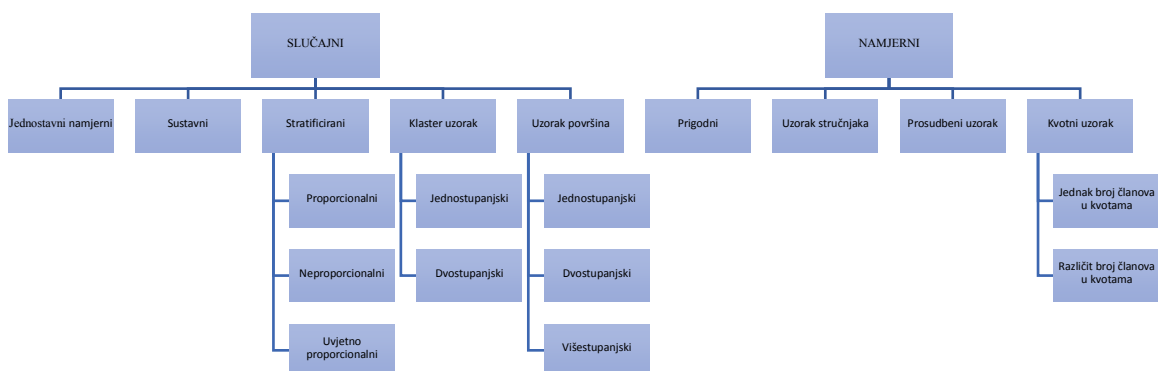 SLUČAJNI
NAMJERNI
Jednostavni namjerni
Sustavni
Stratificirani
Klaster uzorak
Uzorak površina
Prigodni
Uzorak stručnjaka
Prosudbeni uzorak
Kvotni uzorak
Proporcionalni
Jednostupanjski
Jednostupanjski
Jednak broj članova
u kvotama
Neproporcionalni
Dvostupanjski
Dvostupanjski
Različit broj članova
u kvotama
Uvjetno
proporcionalni
Višestupanjski